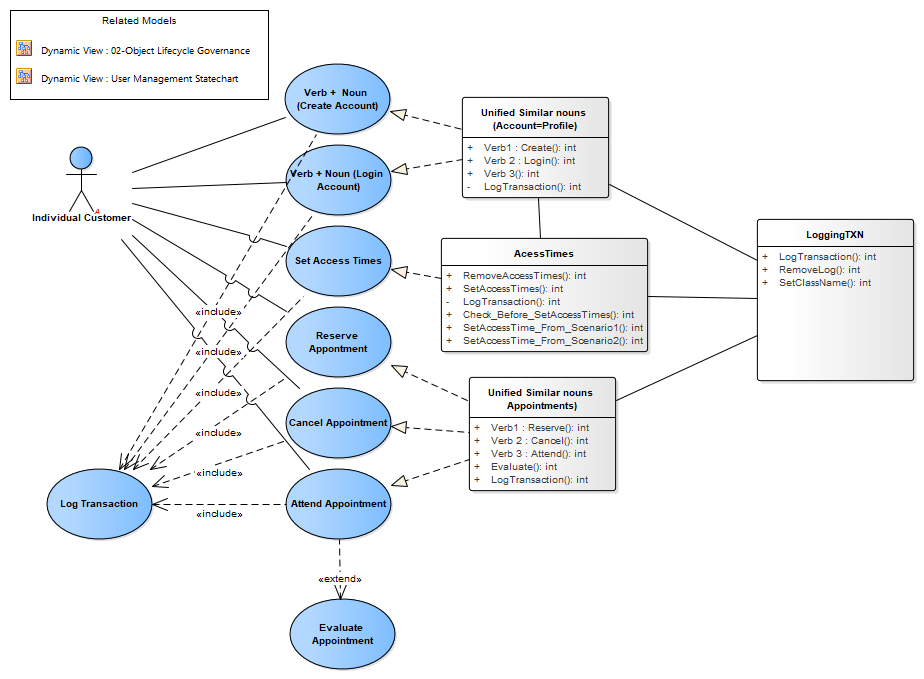 Related Models
Dynamic View : 02-Object Lifecycle Governance
Dynamic View : User Management Statechart
Individual Customer
Verb + Noun
(Create Account)
Verb + Noun (Login
Account)
Set Access Times
Reserve
Appontment
Cancel Appointment
Attend Appointment
Log Transaction
Evaluate
Appointment
«include»
«include»
«include»
«include»
«include»
«include»
«extend»
Unified Similar nouns
(Account=Profile)
+ Verb1 : Create(): int
+ Verb 2 : Login(): int
+ Verb 3(): int
- LogTransaction(): int
AcessTimes
+ RemoveAccessTimes(): int
+ SetAccessTimes(): int
- LogTransaction(): int
+ Check_Before_SetAccessTimes(): int
+ SetAccessTime_From_Scenario1(): int
+ SetAccessTime_From_Scenario2(): int
Unified Similar nouns
Appointments)
+ Verb1 : Reserve(): int
+ Verb 2 : Cancel(): int
+ Verb 3 : Attend(): int
+ Evaluate(): int
+ LogTransaction(): int
LoggingTXN
+ LogTransaction(): int
+ RemoveLog(): int
+ SetClassName(): int